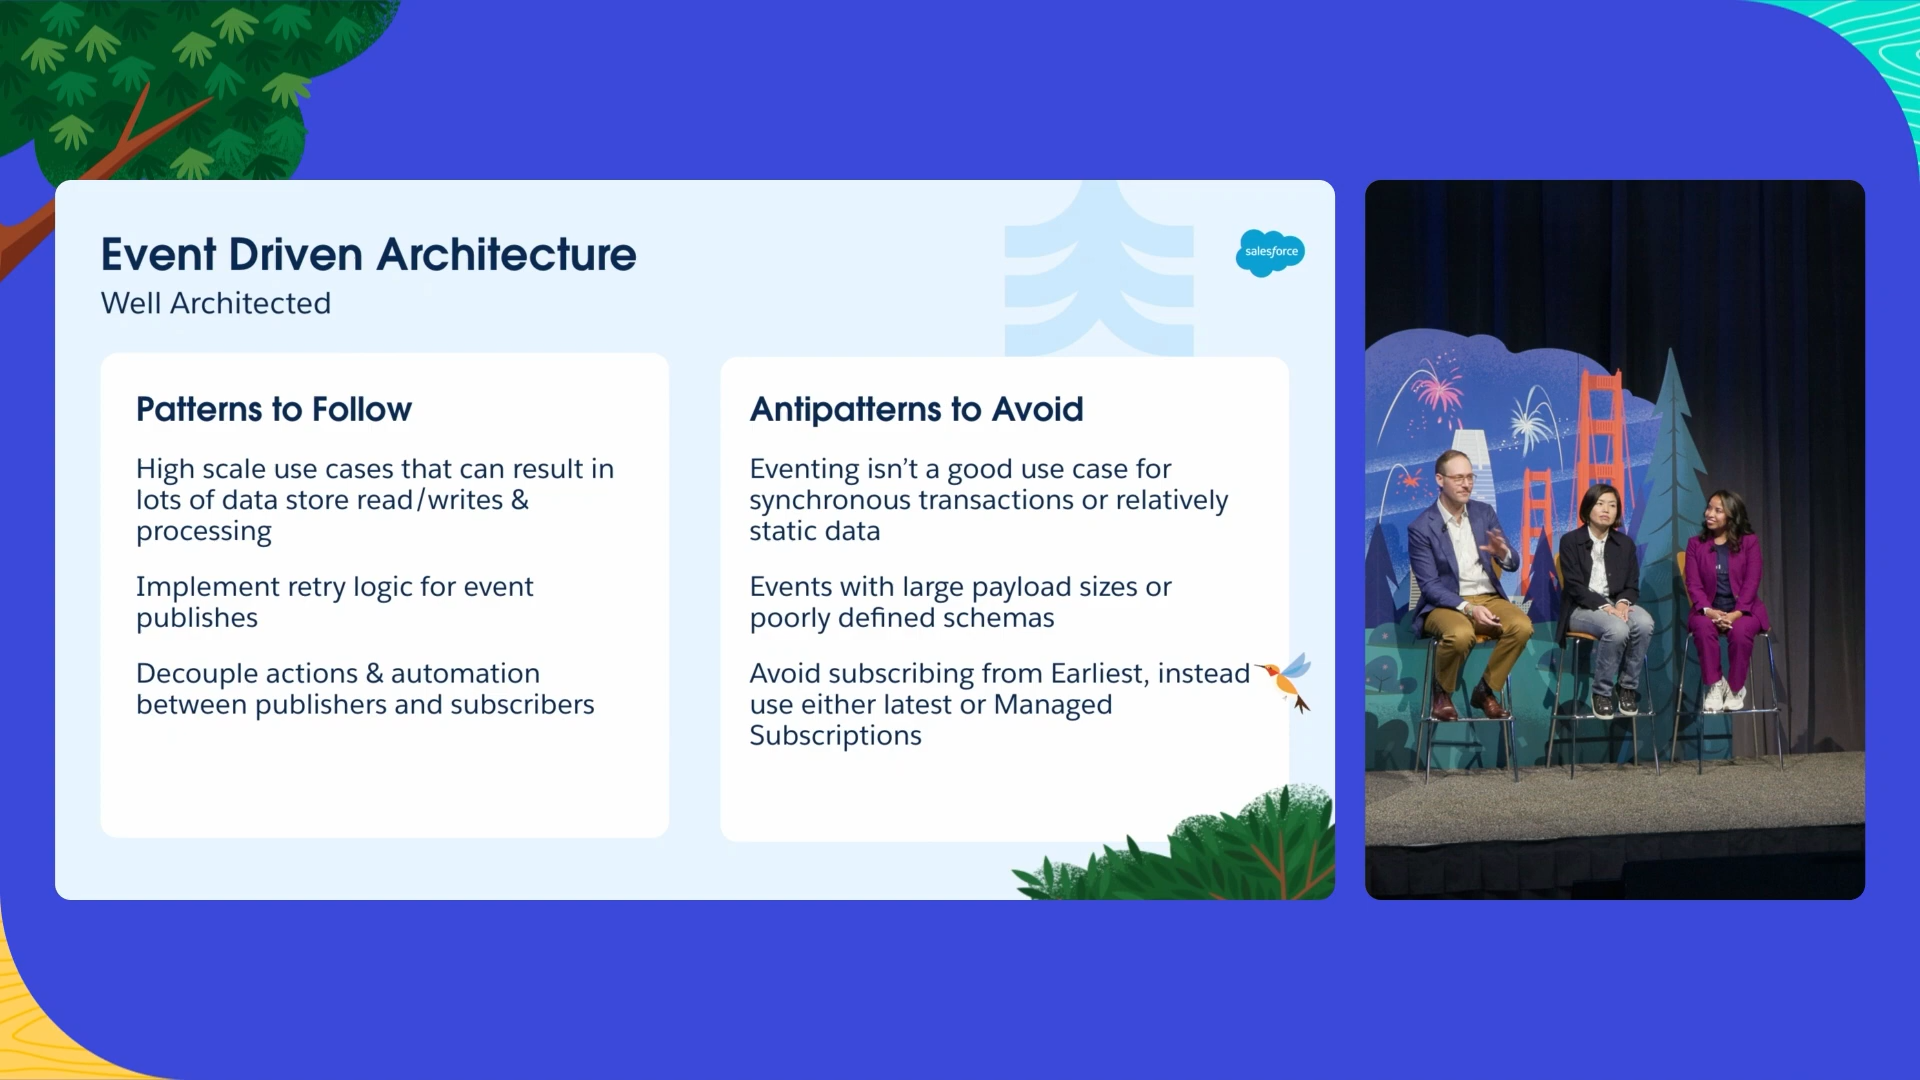 Event Driven Architecture
Well Architected
salesforce
Patterns to Follow
High scale use cases that can result in
lots of data store read/writes &
processing
Implement retry logic for event
publishes
Decouple actions & automation
between publishers and subscribers
Antipatterns to Avoid
Eventing isn’t a good use case for
synchronous transactions or relatively
static data
Events with large payload sizes or
poorly defined schemas
Avoid subscribing from Earliest, instead
use either latest or Managed
Subscriptions